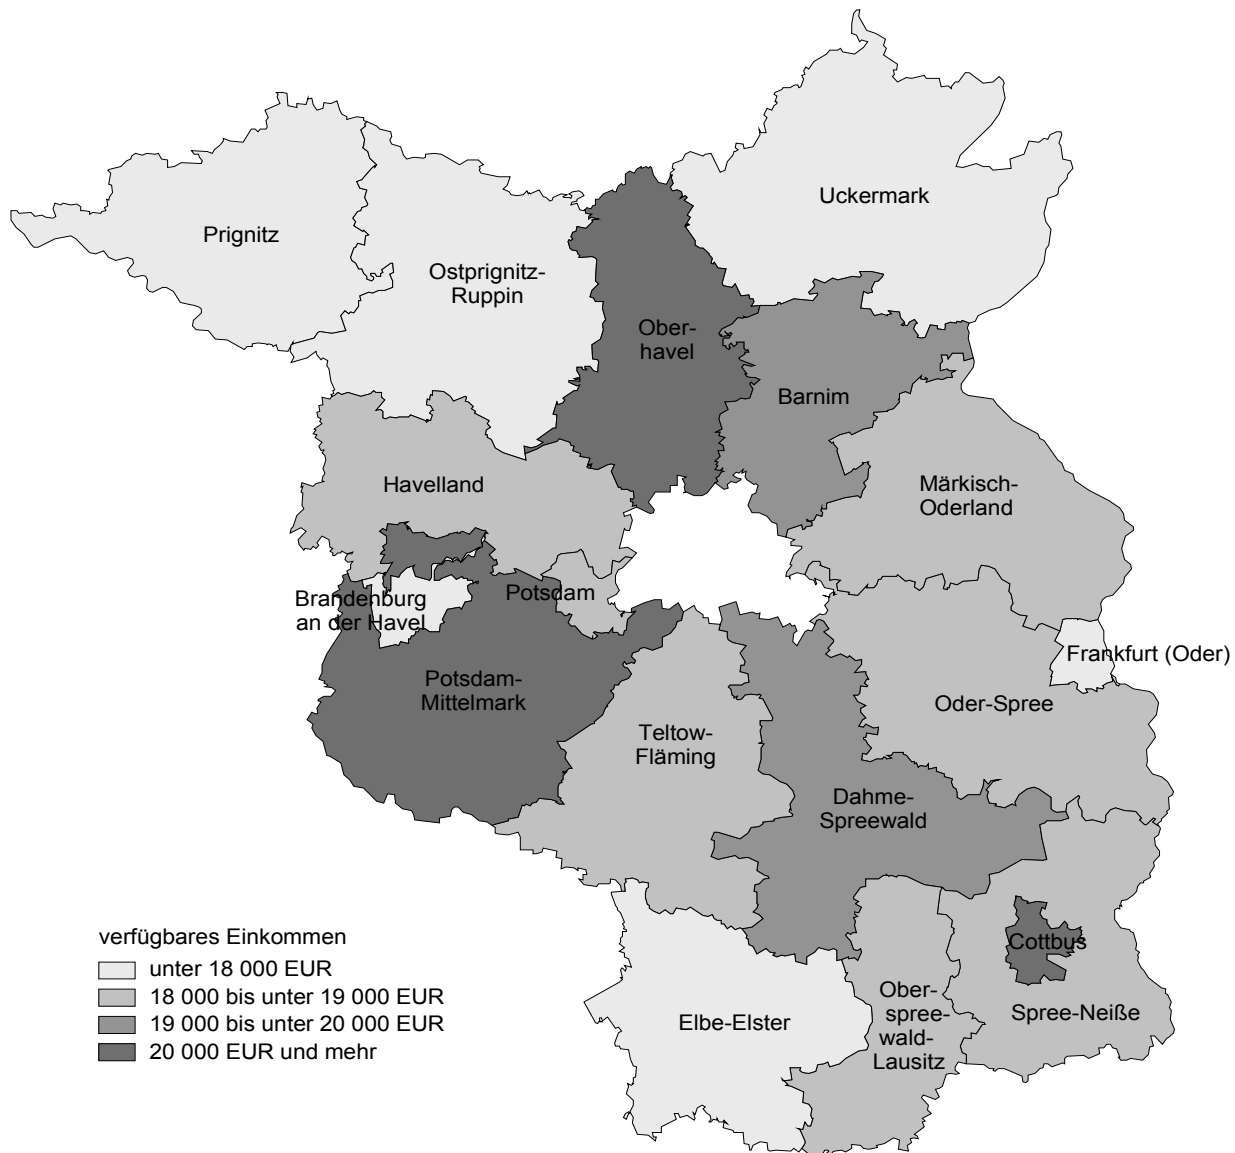 Uckermark
Prignitz
Ostprignitz-
Ruppin
Ober-
havel
Barnim
Havelland
Märkisch-
Oderland
Brandenburg
an der Havel
Potsdam
Frankfurt (Oder)
Potsdam-
Mittelmark
Oder-Spree
Teltow-
Fläming
Dahme-
Spreewald
Cottbus
Ober-
spree-
wald-
Lausitz
Spree-Neiße
Elbe-Elster
verfügbares Einkommen
unter 18 000 EUR
18 000 bis unter 19 000 EUR
19 000 bis unter 20 000 EUR
20 000 EUR und mehr